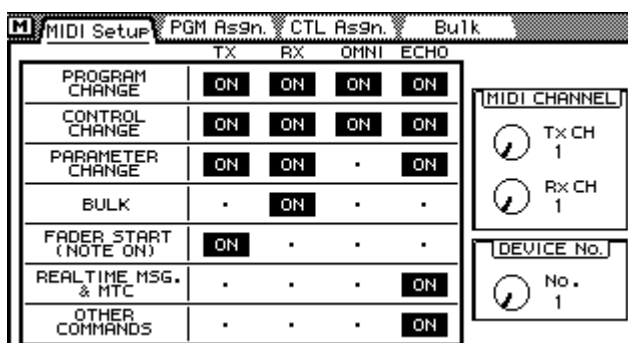 M MIDI Setup PGM Asgn. CTL Asgn. Bulk
TX RX OMNI ECHO
PROGRAM
CHANGE ON ON ON ON
CONTROL
CHANGE ON ON ON ON
PARAMETER
CHANGE ON ON · ON
BULK · ON · ·
FADER START
(NOTE ON) ON · · ·
REALTIME MSG.
& MTC · · · ON
OTHER
COMMANDS · · · ON
MIDI CHANNEL
Tx CH
1
Rx CH
1
DEVICE No.
No.
1